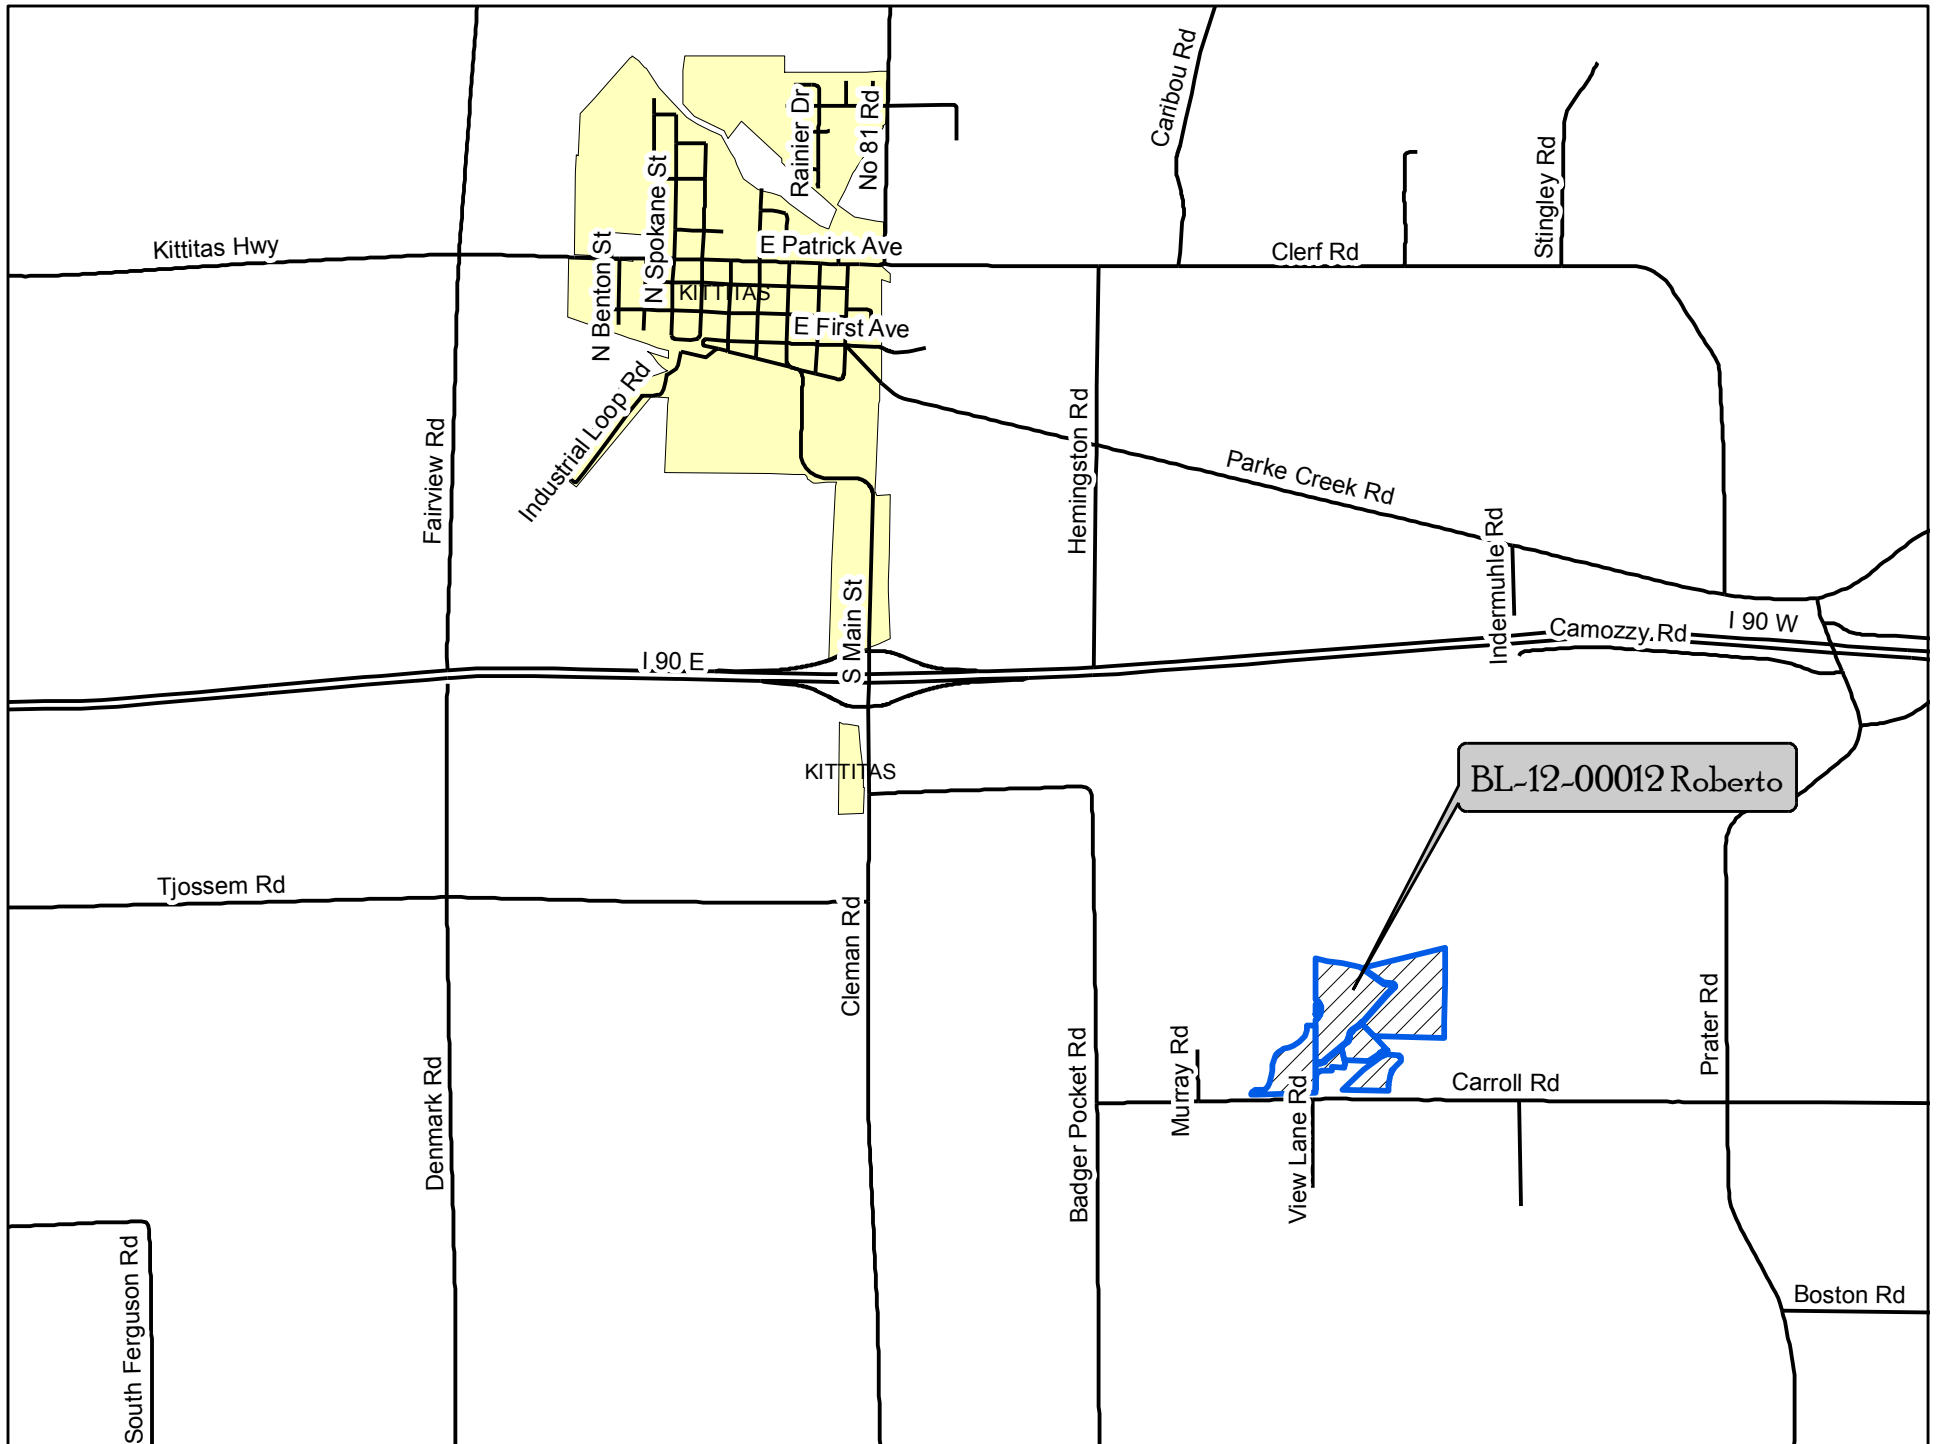 Caribou Rd
Rainier Dr
No 81 Rd
Stingley Rd
N Spokane St
Kittitas Hwy
E Patrick Ave
Clerf Rd
N Benton St
KITTITAS
E First Ave
Industrial Loop Rd
Fairview Rd
Hemingston Rd
Parke Creek Rd
Indermuhle Rd
S Main St
I 90 W
Camozzy Rd
I 90 E
KITTITAS
BL-12-00012 Roberto
Tjossem Rd
Cleman Rd
Prater Rd
Denmark Rd
Badger Pocket Rd
Murray Rd
View Lane Rd
Carroll Rd
South Ferguson Rd
Boston Rd